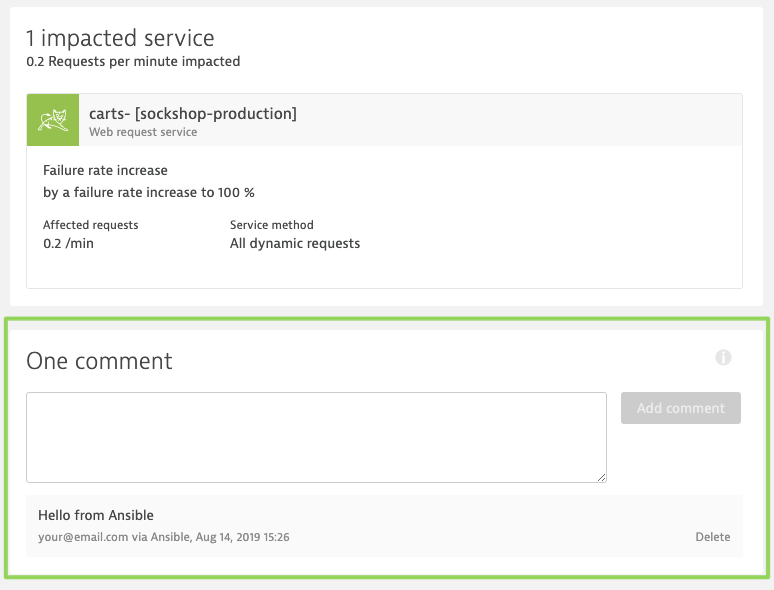 1 impacted service
0.2 Requests per minute impacted
carts- [sockshop-production]
Web request service
Failure rate increase
by a failure rate increase to 100 %
Affected requests
Service method
0.2 /min
All dynamic requests
One comment
i
Add comment
Hello from Ansible
your@email.com via Ansible, Aug 14, 2019 15:26
Delete